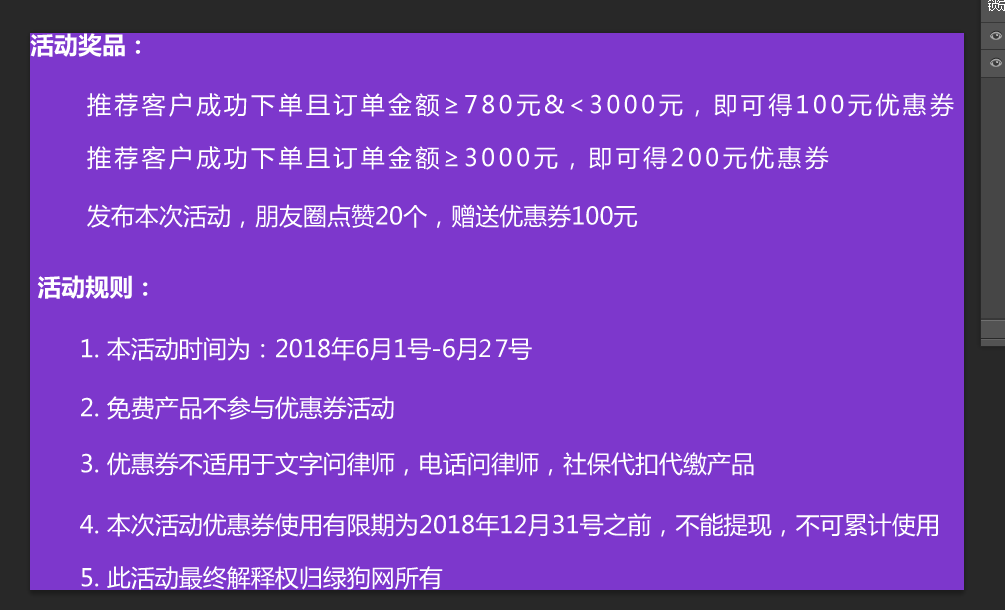 活动奖品：
推荐客户成功下单且订单金额≥780元&<3000元，即可得100元优惠券
推荐客户成功下单且订单金额≥3000元，即可得200元优惠券
发布本次活动，朋友圈点赞20个，赠送优惠券100元
活动规则：
1. 本活动时间为：2018年6月1号-6月27号
2. 免费产品不参与优惠券活动
3. 优惠券不适用于文字问律师，电话问律师，社保代扣代缴产品
4. 本次活动优惠券使用有限期为2018年12月31号之前，不能提现，不可累计使用
5. 此活动最终解释权归绿狗网所有